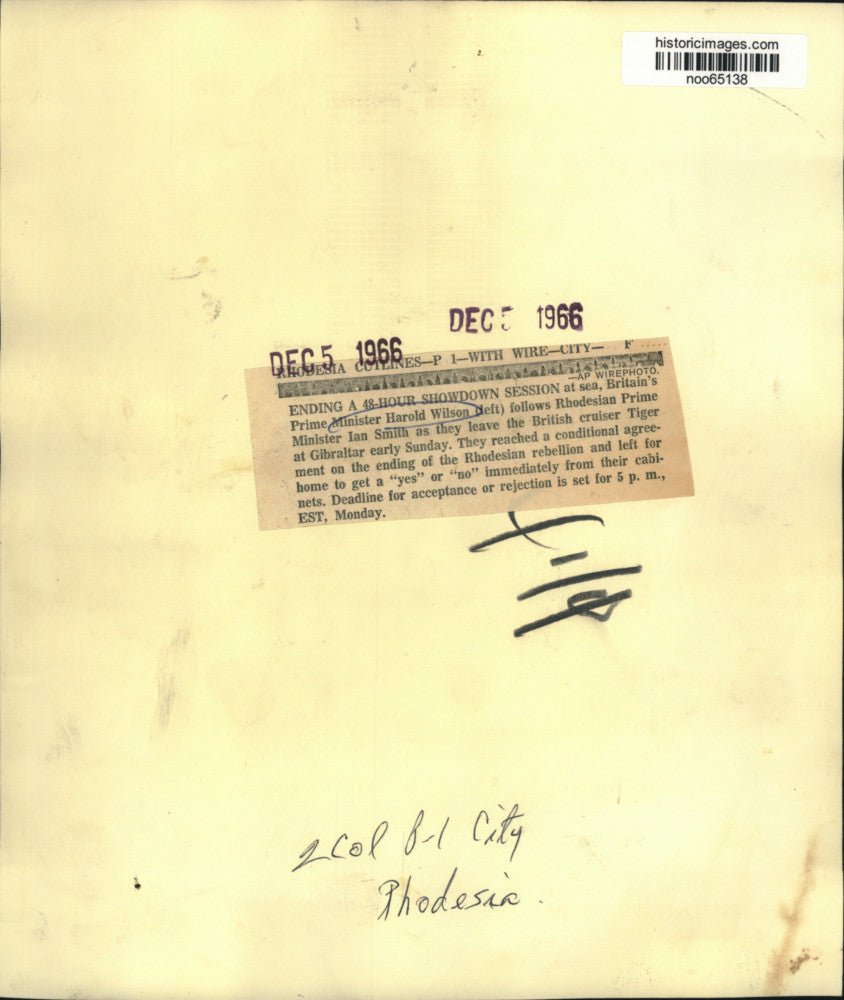 historicimages.com
noo65138
DEC 5 1966
DEC 5 1966
RHODESIA CUTLINES—P 1—WITH WIRE—CITY— F .....
—AP WIREPHOTO.
ENDING A 48-HOUR SHOWDOWN SESSION at sea, Britain's
Prime Minister Harold Wilson (left) follows Rhodesian Prime
Minister Ian Smith as they leave the British cruiser Tiger
at Gibraltar early Sunday. They reached a conditional agree-
ment on the ending of the Rhodesian rebellion and left for
home to get a "yes" or "no" immediately from their cabi-
nets. Deadline for acceptance or rejection is set for 5 p. m.,
EST, Monday.
2 Col P-1 City
Rhodesia.